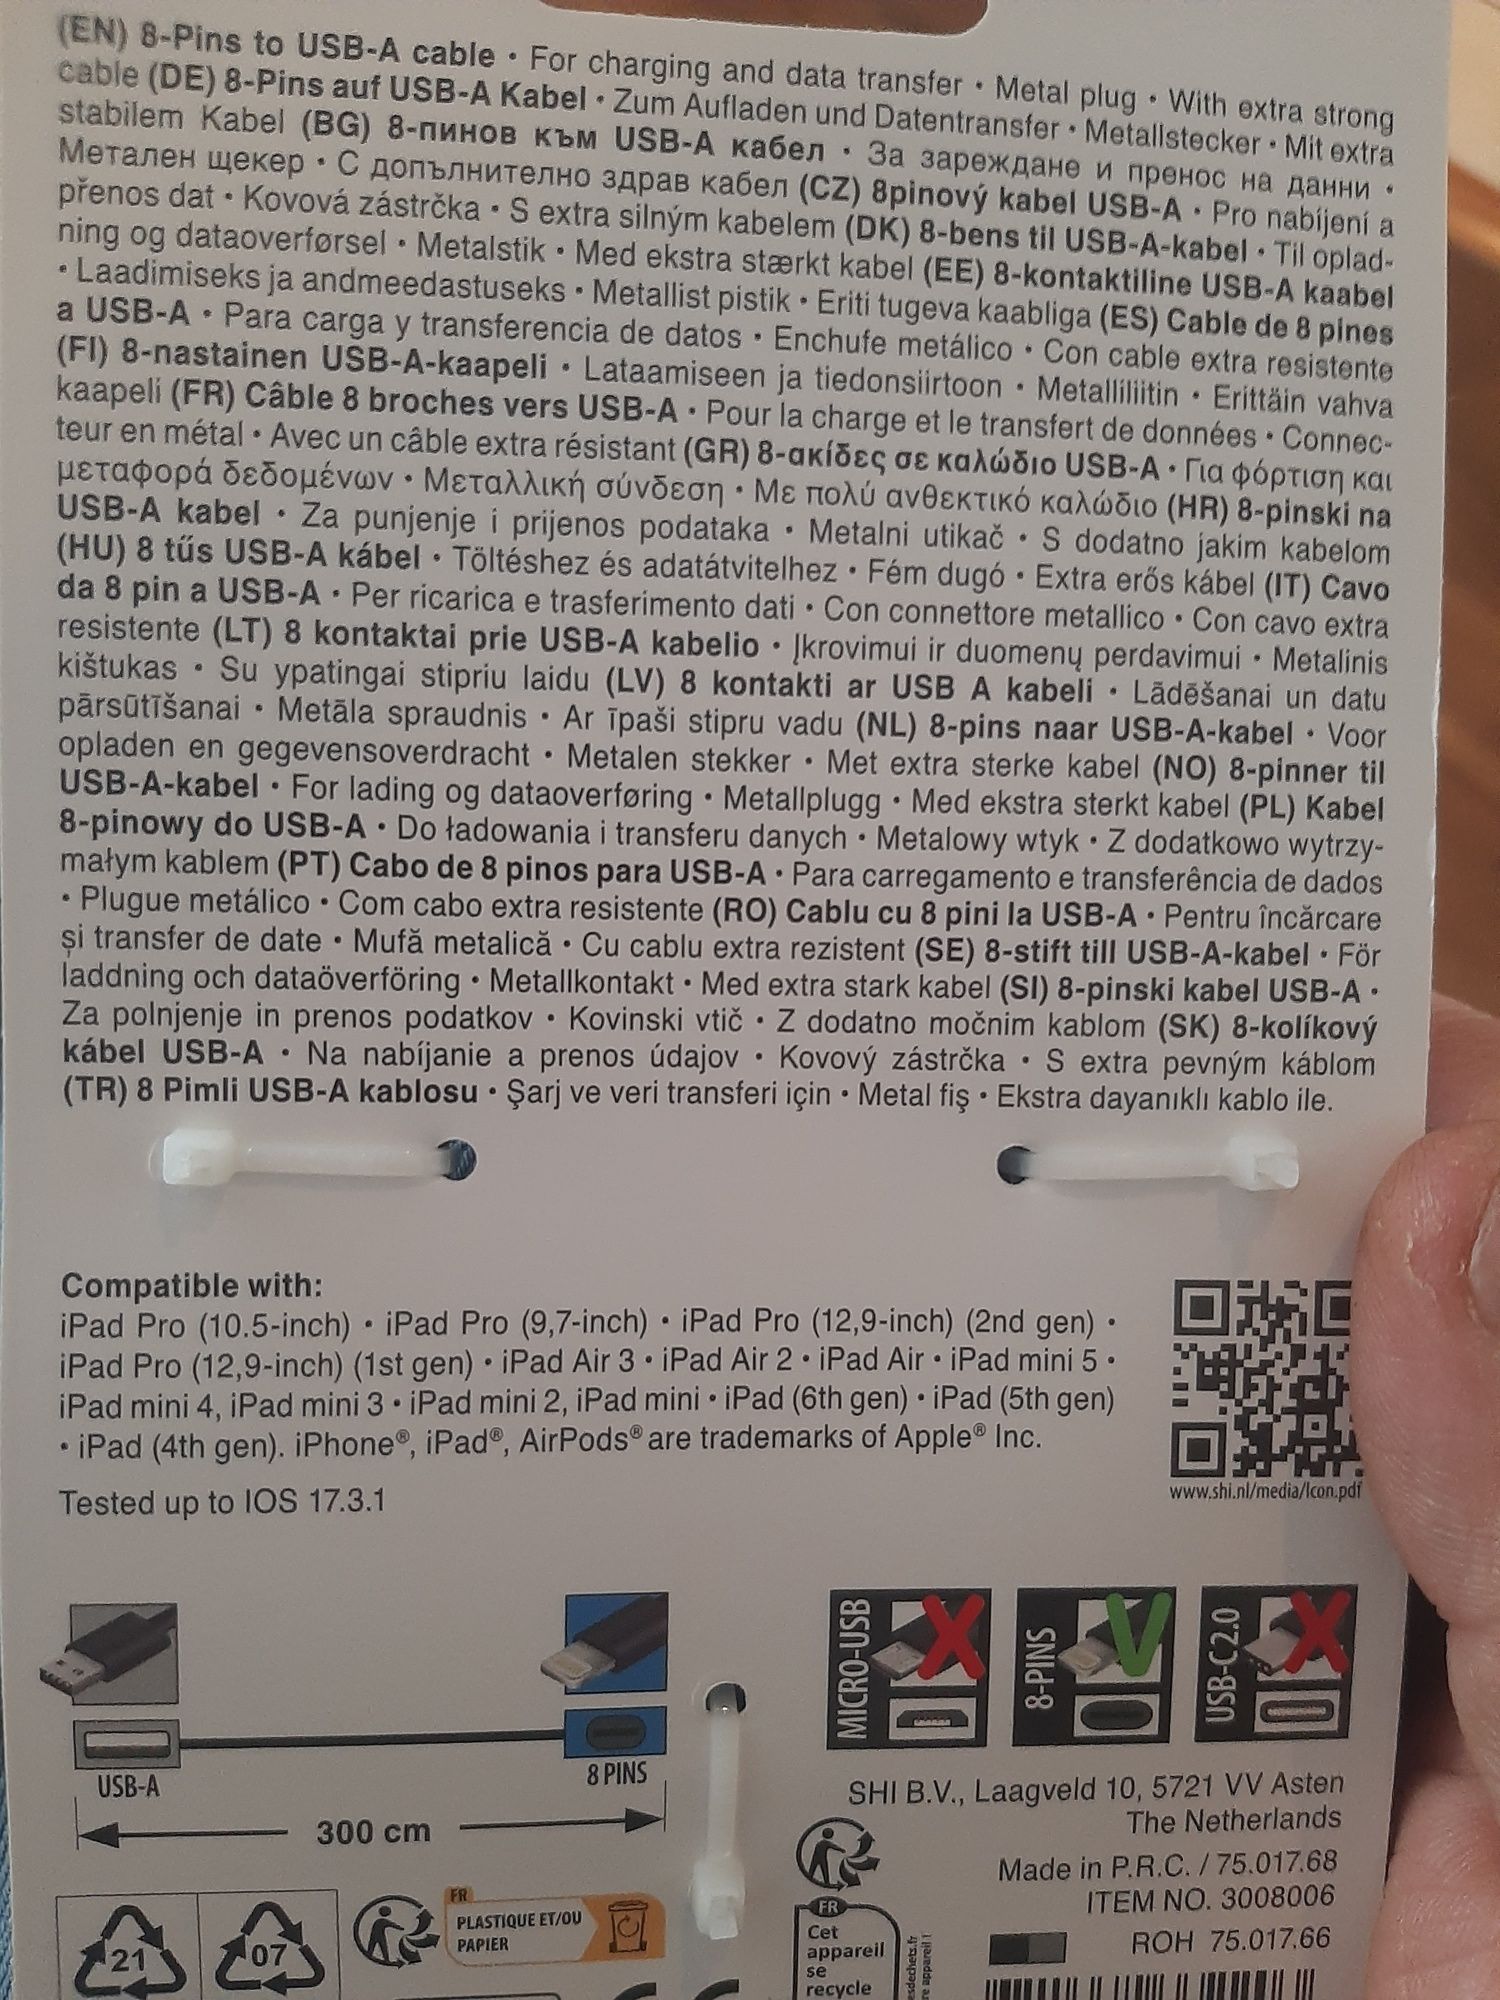 (EN) 8-Pins to USB-A cable • For charging and data transfer • Metal plug • With extra strong
cable (DE) 8-Pins auf USB-A Kabel • Zum Aufladen und Datentransfer • Metallstecker • Mit extra
stabilem Kabel (BG) 8-пинов към USB-A кабел • За зареждане и пренос на данни •
Метален щекер • С допълнително здрав кабел (CZ) 8pinový kabel USB-A • Pro nabíjení a
přenos dat • Kovová zástrčka • S extra silným kabelem (DK) 8-bens til USB-A-kabel • Til oplad-
ning og dataoverførsel • Metalstik • Med ekstra stærkt kabel (EE) 8-kontaktiline USB-A kaabel
• Laadimiseks ja andmeedastuseks • Metallist pistik • Eriti tugeva kaabliga (ES) Cable de 8 pines
a USB-A • Para carga y transferencia de datos • Enchufe metálico • Con cable extra resistente
(FI) 8-nastainen USB-A-kaapeli • Lataamiseen ja tiedonsiirtoon • Metalliliitin • Erittäin vahva
kaapeli (FR) Câble 8 broches vers USB-A • Pour la charge et le transfert de données • Connec-
teur en métal • Avec un câble extra résistant (GR) 8-ακίδες σε καλώδιο USB-A • Για φόρτιση και
μεταφορά δεδομένων • Μεταλλική σύνδεση • Με πολύ ανθεκτικό καλώδιο (HR) 8-pinski na
USB-A kabel • Za punjenje i prijenos podataka • Metalni utikač • S dodatno jakim kabelom
(HU) 8 tűs USB-A kábel • Töltéshez és adatátvitelhez • Fém dugó • Extra erős kábel (IT) Cavo
da 8 pin a USB-A • Per ricarica e trasferimento dati • Con connettore metallico • Con cavo extra
resistente (LT) 8 kontaktai prie USB-A kabelio • Įkrovimui ir duomenų perdavimui • Metalinis
kištukas • Su ypatingai stipriu laidu (LV) 8 kontakti ar USB A kabeli • Lādēšanai un datu
pārsūtīšanai • Metāla spraudnis • Ar īpaši stipru vadu (NL) 8-pins naar USB-A-kabel • Voor
opladen en gegevensoverdracht • Metalen stekker • Met extra sterke kabel (NO) 8-pinner til
USB-A-kabel • For lading og dataoverføring • Metallplugg • Med ekstra sterkt kabel (PL) Kabel
8-pinowy do USB-A • Do ładowania i transferu danych • Metalowy wtyk • Z dodatkowo wytrzy-
małym kablem (PT) Cabo de 8 pinos para USB-A • Para carregamento e transferência de dados
• Plugue metálico • Com cabo extra resistente (RO) Cablu cu 8 pini la USB-A • Pentru încărcare
și transfer de date • Mufă metalică • Cu cablu extra rezistent (SE) 8-stift till USB-A-kabel • För
laddning och dataöverföring • Metallkontakt • Med extra stark kabel (SI) 8-pinski kabel USB-A •
Za polnjenje in prenos podatkov • Kovinski vtič • Z dodatno močnim kablom (SK) 8-kolíkový
kábel USB-A • Na nabíjanie a prenos údajov • Kovový zástrčka • S extra pevným káblom
(TR) 8 Pimli USB-A kablosu • Şarj ve veri transferi için • Metal fiş • Ekstra dayanıklı kablo ile.
Compatible with:
iPad Pro (10.5-inch) • iPad Pro (9,7-inch) • iPad Pro (12,9-inch) (2nd gen) •
iPad Pro (12,9-inch) (1st gen) • iPad Air 3 • iPad Air 2 • iPad Air • iPad mini 5 •
iPad mini 4, iPad mini 3 • iPad mini 2, iPad mini • iPad (6th gen) • iPad (5th gen)
• iPad (4th gen). iPhone®, iPad®, AirPods® are trademarks of Apple® Inc.
www.shi.nl/media/Icon.pdf
Tested up to IOS 17.3.1
MICRO-USB
8-PINS
USB-C 2.0
USB-A
8 PINS
300 cm
SHI B.V., Laagveld 10, 5721 VV Asten
The Netherlands
Made in P.R.C. / 75.017.68
ITEM NO. 3008006
ROH 75.017.66
21
07
FR
PLASTIQUE ET/OU
PAPIER
FR
Cet
appareil
se
recycle